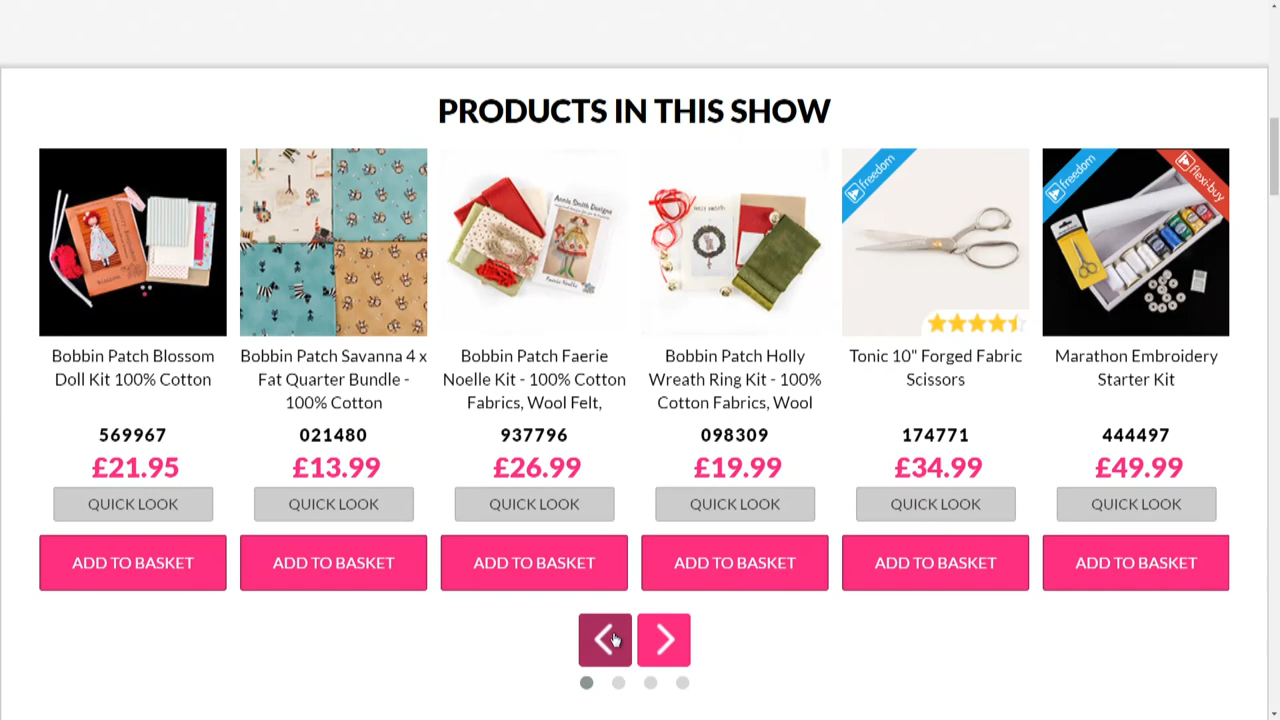 PRODUCTS IN THIS SHOW
freedom
freedom
flexi-buy
Annie Smith Designs
Bobbin Patch Blossom
Doll Kit 100% Cotton
569967
£21.95
QUICK LOOK
ADD TO BASKET
Bobbin Patch Savanna 4 x
Fat Quarter Bundle -
100% Cotton
021480
£13.99
QUICK LOOK
ADD TO BASKET
Bobbin Patch Faerie
Noelle Kit - 100% Cotton
Fabrics, Wool Felt,
937796
£26.99
QUICK LOOK
ADD TO BASKET
Bobbin Patch Holly
Wreath Ring Kit - 100%
Cotton Fabrics, Wool
098309
£19.99
QUICK LOOK
ADD TO BASKET
Tonic 10" Forged Fabric
Scissors
174771
£34.99
QUICK LOOK
ADD TO BASKET
Marathon Embroidery
Starter Kit
444497
£49.99
QUICK LOOK
ADD TO BASKET